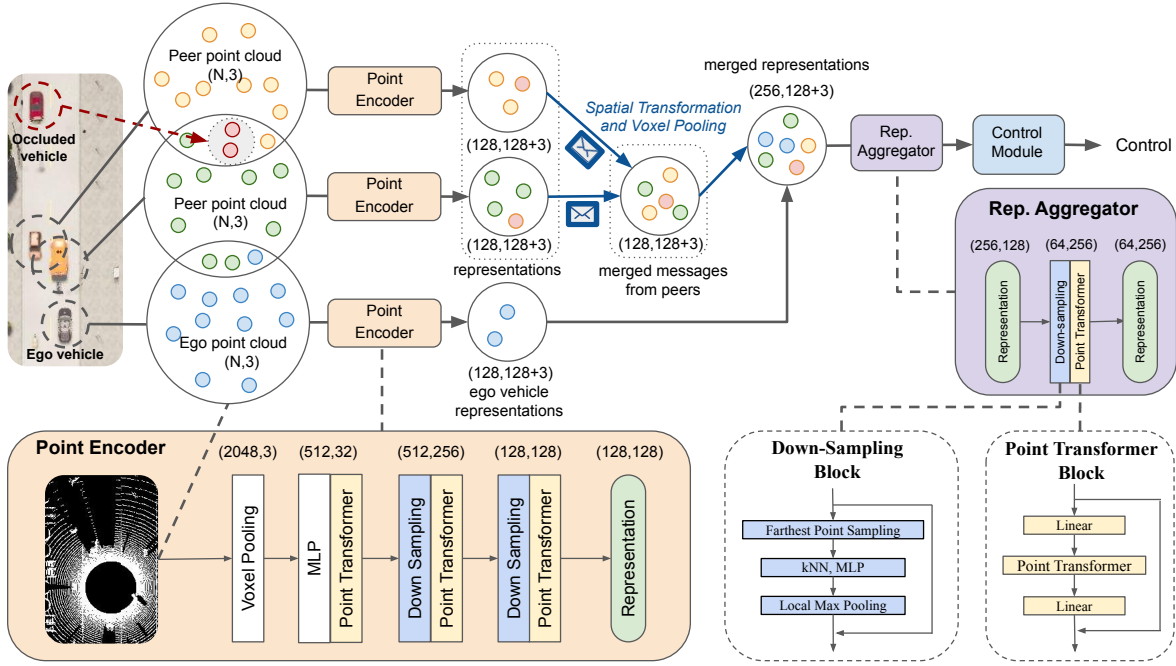 Peer point cloud
(N,3)
Occluded
vehicle
Peer point cloud
(N,3)
Ego point cloud
(N,3)
Ego vehicle
Point
Encoder
Point
Encoder
Point
Encoder
(128,128+3)
(128,128+3)
representations
(128,128+3)
ego vehicle
representations
Spatial Transformation
and Voxel Pooling
(128,128+3)
merged messages
from peers
merged representations
(256,128+3)
Rep.
Aggregator
Control
Module
Control
Rep. Aggregator
(256,128)
(64,256)
(64,256)
Representation
Down-sampling
Point Transformer
Representation
Point Encoder
(2048,3)
(512,32)
(512,256)
(128,128)
(128,128)
Voxel Pooling
MLP
Point Transformer
Down Sampling
Point Transformer
Down Sampling
Point Transformer
Representation
Down-Sampling
Block
Farthest Point Sampling
kNN, MLP
Local Max Pooling
Point Transformer
Block
Linear
Point Transformer
Linear